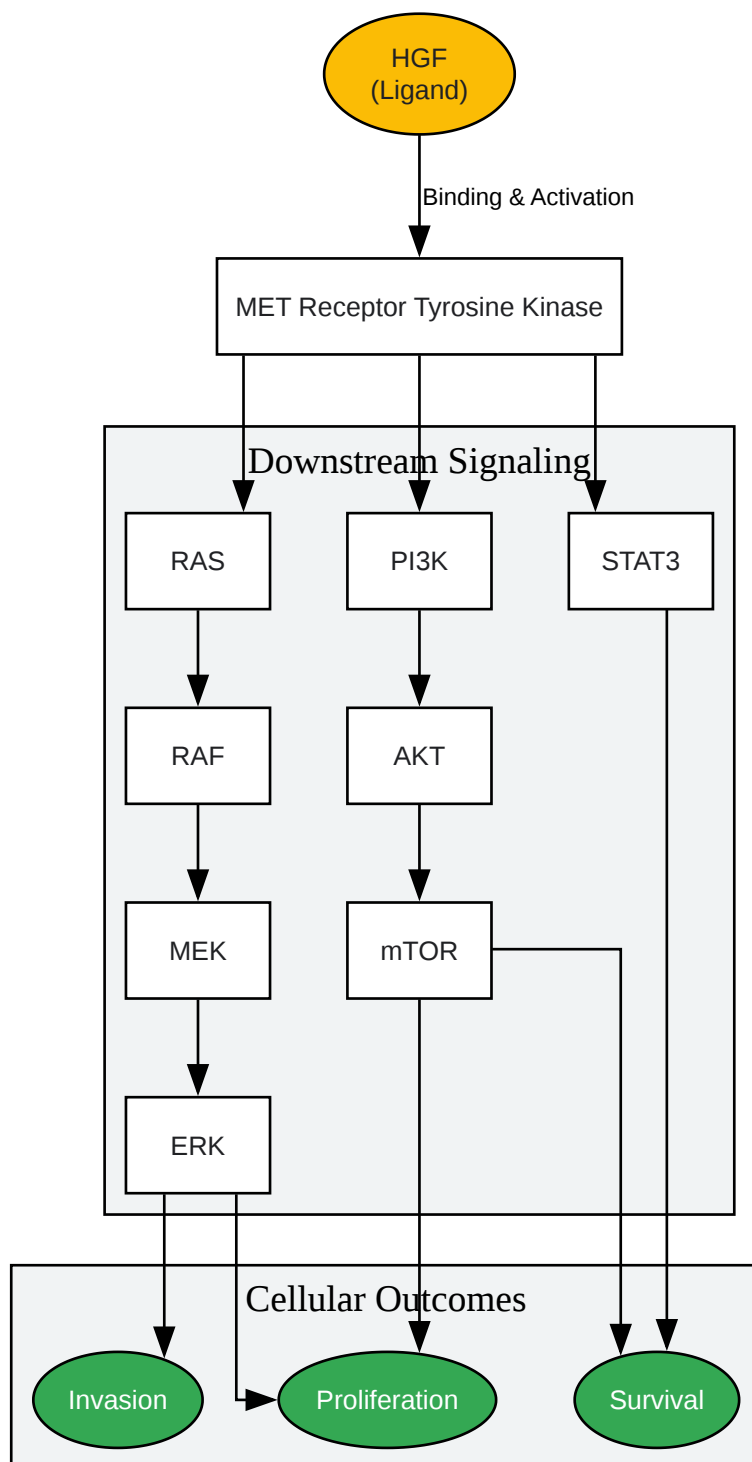 HGF
(Ligand)
Binding & Activation
MET Receptor Tyrosine Kinase
Downstream Signaling
RAS
PI3K
STAT3
RAF
AKT
MEK
mTOR
ERK
Cellular Outcomes
Invasion
Proliferation
Survival